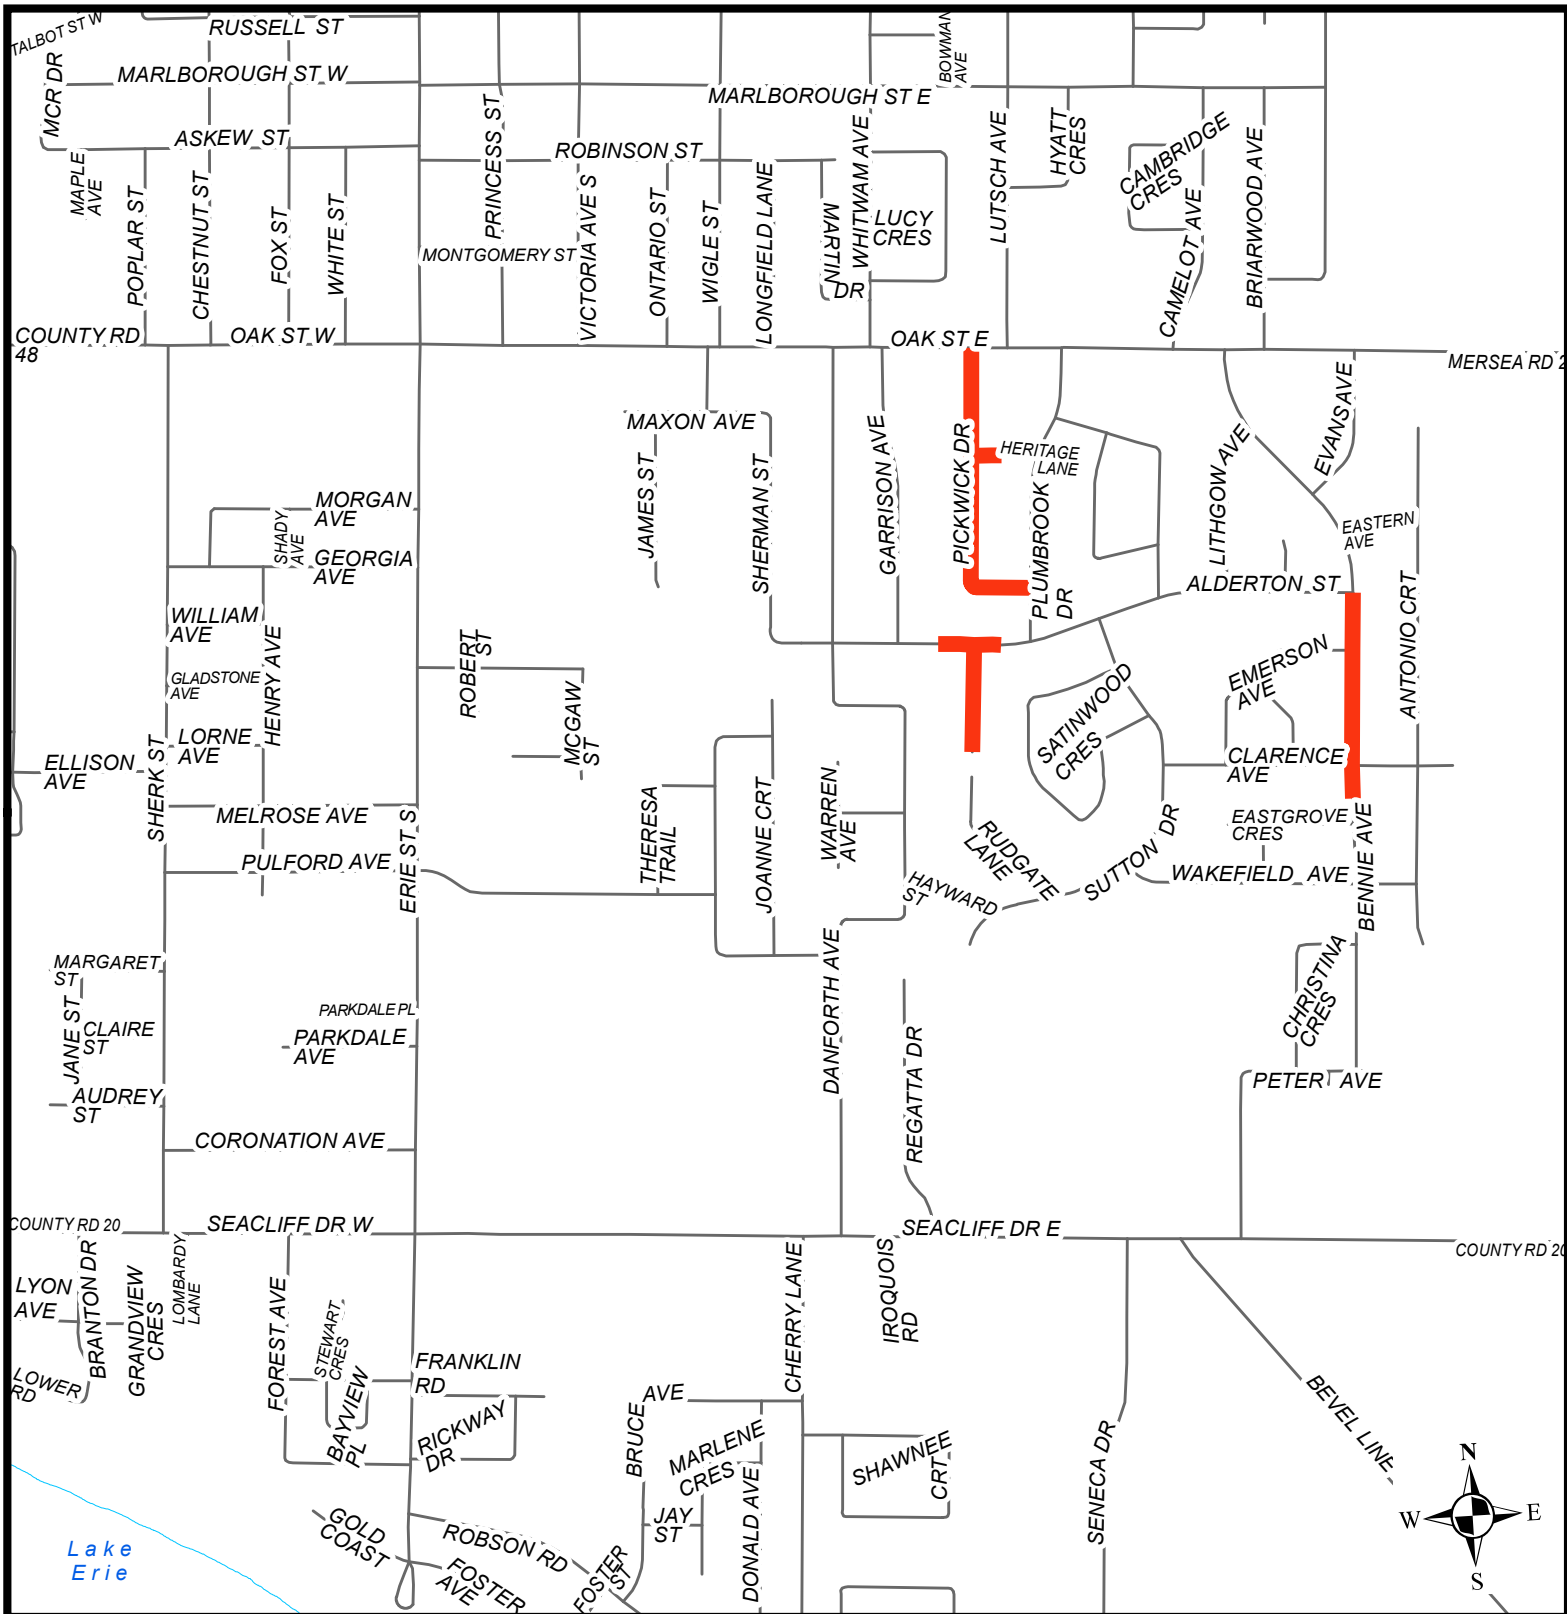 TALBOT ST W
RUSSELL ST
BOWMAN
AVE
MCR DR
MARLBOROUGH ST W
MARLBOROUGH ST E
ASKEW ST
PRINCESS ST
ROBINSON ST
WHITWAM AVE
LUTSCH AVE
HYATT
CRES
CAMBRIDGE
CRES
BRIARWOOD AVE
MAPLE
AVE
POPLAR ST
CHESTNUT ST
FOX ST
WHITE ST
MONTGOMERY ST
VICTORIA AVE S
ONTARIO ST
WIGLE ST
LONGFIELD LANE
MARTIN
DR
LUCY
CRES
CAMELOT AVE
COUNTY RD
48
OAK ST W
OAK ST E
MERSEA RD 2
MAXON AVE
JAMES ST
SHERMAN ST
GARRISON AVE
PICKWICK DR
HERITAGE
LANE
PLUMBROOK
DR
LITHGOW AVE
EVANS AVE
EASTERN
AVE
ANTONIO CRT
MORGAN
AVE
SHADY
AVE
GEORGIA
AVE
ALDERTON ST
WILLIAM
AVE
HENRY AVE
GLADSTONE
AVE
ROBERT
ST
MCGAW
ST
SATINWOOD
CRES
EMERSON
AVE
LORNE
AVE
ELLISON
AVE
SHERK ST
CLARENCE
AVE
MELROSE AVE
ERIE ST S
THERESA
TRAIL
JOANNE CRT
WARREN
AVE
RUDGATE
LANE
SUTTON DR
EASTGROVE
CRES
BENNIE AVE
PULFORD AVE
HAYWARD
ST
WAKEFIELD AVE
MARGARET
ST
JANE ST
CLAIRE
ST
PARKDALE PL
PARKDALE
AVE
DANFORTH AVE
REGATTA DR
CHRISTINA
CRES
AUDREY
ST
PETER AVE
CORONATION AVE
COUNTY RD 20
SEACLIFF DR W
SEACLIFF DR E
COUNTY RD 20
LYON
AVE
BRANTON DR
GRANDVIEW
CRES
LOMBARDY
LANE
FOREST AVE
STEWART
CRES
CHERRY LANE
IROQUOIS
RD
LOWER
RD
FRANKLIN
RD
BAYVIEW
PL
RICKWAY
DR
BRUCE
AVE
MARLENE
CRES
SHAWNEE
CRT
SENECA DR
BEVEL LINE
GOLD
COAST
ROBSON RD
FOSTER
AVE
FOSTER
ST
JAY
ST
DONALD AVE
Lake
Erie
N
W
E
S